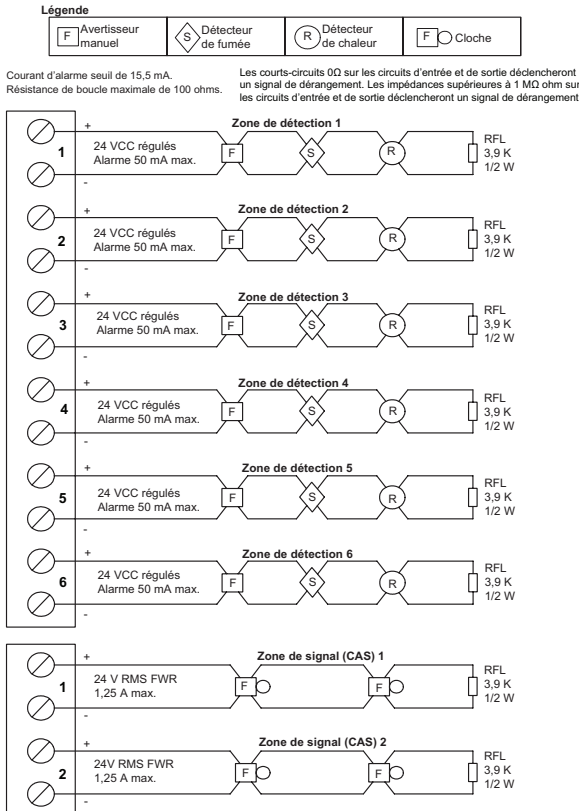 Légende
F Avertisseur manuel
S Détecteur de fumée
R Détecteur de chaleur
F Cloche
Courant d'alarme seuil de 15,5 mA.
Résistance de boucle maximale de 100 ohms.
Les courts-circuits 0Ω sur les circuits d'entrée et de sortie déclencheront
un signal de dérangement. Les impédances supérieures à 1 MΩ ohm sur
les circuits d'entrée et de sortie déclencheront un signal de dérangement
Zone de détection 1
+
1
24 VCC régulés
Alarme 50 mA max.
-
F
S
R
RFL
3,9 K
1/2 W
Zone de détection 2
+
2
24 VCC régulés
Alarme 50 mA max.
-
F
S
R
RFL
3,9 K
1/2 W
Zone de détection 3
+
3
24 VCC régulés
Alarme 50 mA max.
-
F
S
R
RFL
3,9 K
1/2 W
Zone de détection 4
+
4
24 VCC régulés
Alarme 50 mA max.
-
F
S
R
RFL
3,9 K
1/2 W
Zone de détection 5
+
5
24 VCC régulés
Alarme 50 mA max.
-
F
S
R
RFL
3,9 K
1/2 W
Zone de détection 6
+
6
24 VCC régulés
Alarme 50 mA max.
-
F
S
R
RFL
3,9 K
1/2 W
Zone de signal (CAS) 1
+
1
24 V RMS FWR
1,25 A max.
-
F
F
RFL
3,9 K
1/2 W
Zone de signal (CAS) 2
+
2
24V RMS FWR
1,25 A max.
-
F
F
RFL
3,9 K
1/2 W